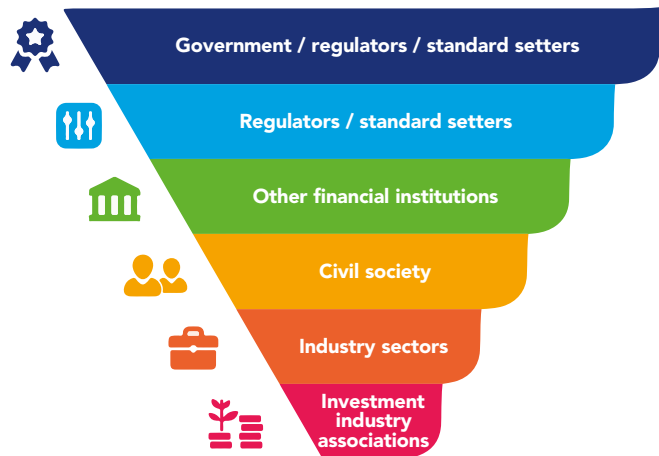 Government / regulators / standard setters
Regulators / standard setters
Other financial institutions
Civil society
Industry sectors
Investment
industry
associations